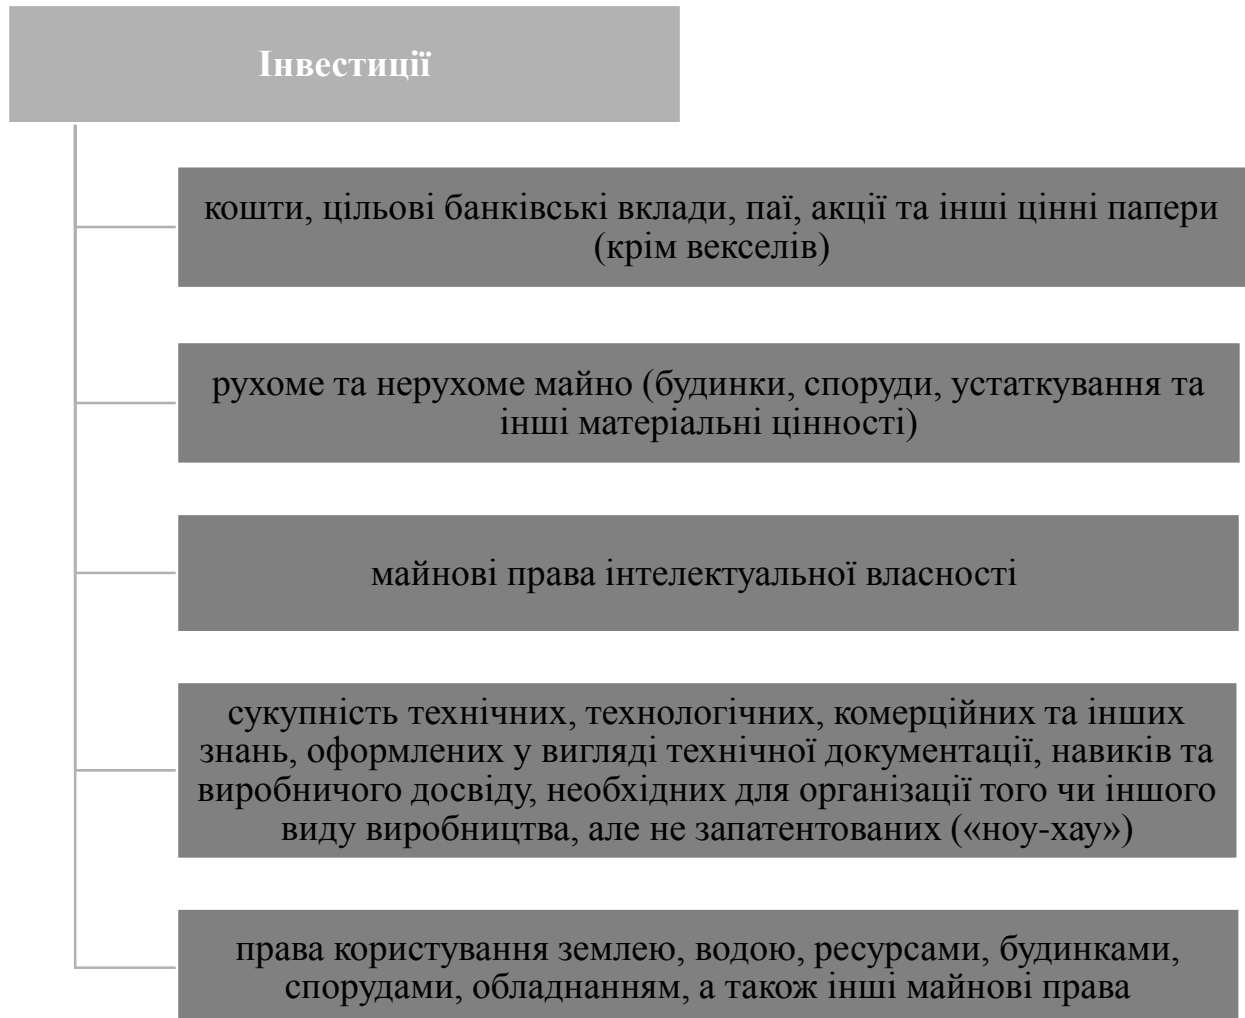 Інвестиції
кошти, цільові банківські вклади, паї, акції та інші цінні папери
(крім векселів)
рухоме та нерухоме майно (будинки, споруди, устаткування та
інші матеріальні цінності)
майнові права інтелектуальної власності
сукупність технічних, технологічних, комерційних та інших
знань, оформлених у вигляді технічної документації, навиків та
виробничого досвіду, необхідних для організації того чи іншого
виду виробництва, але не запатентованих («ноу-хау»)
права користування землею, водою, ресурсами, будинками,
спорудами, обладнанням, а також інші майнові права